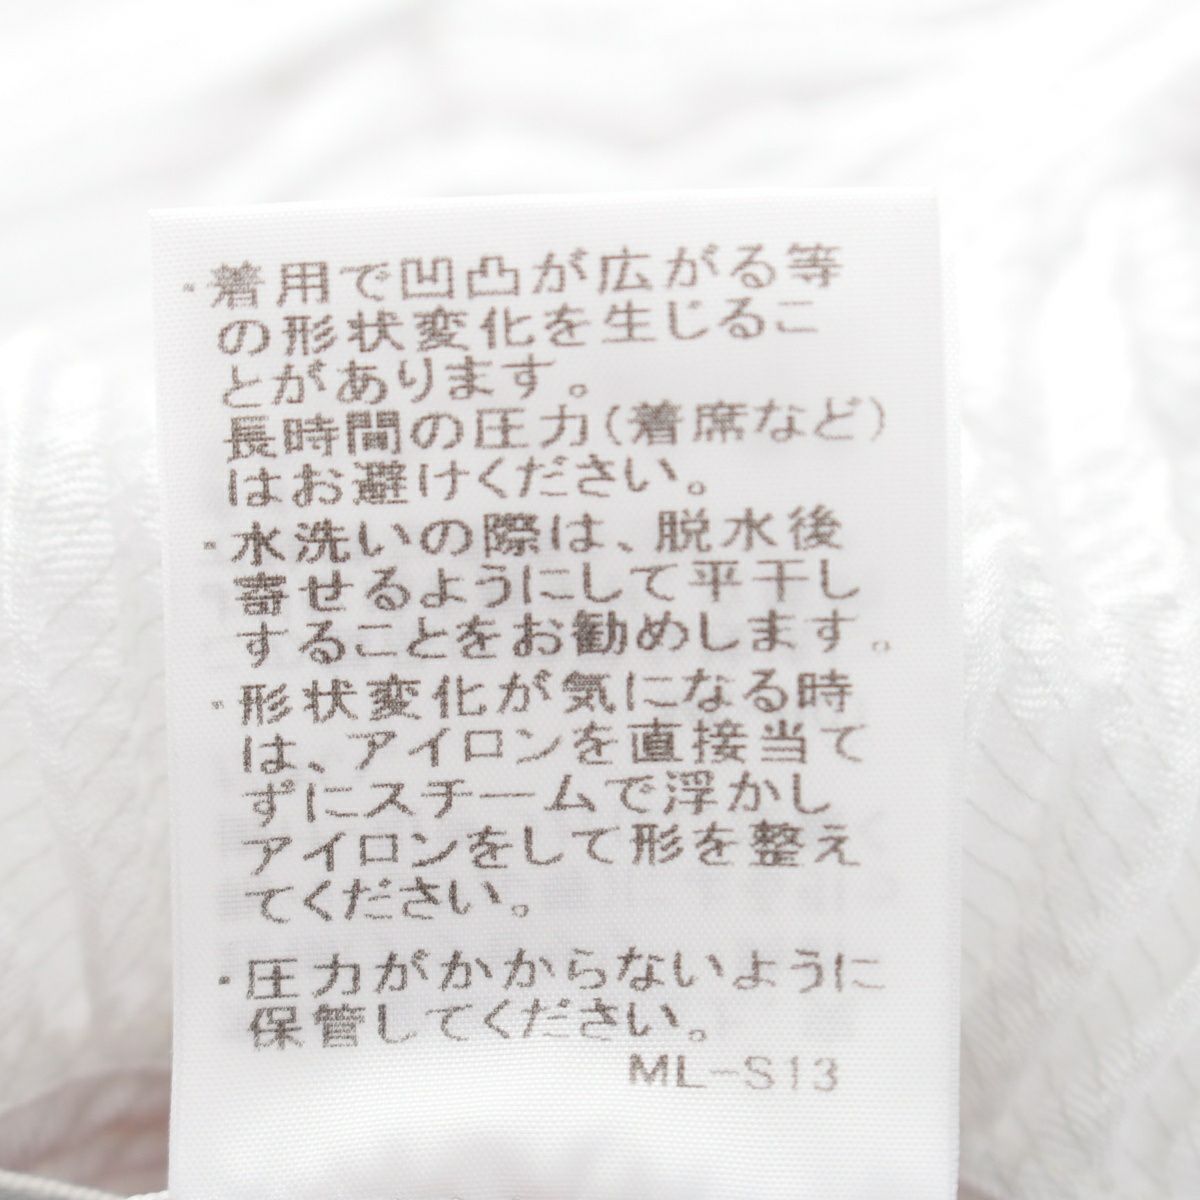 ・着用で凹凸が広がる等
の形状変化を生じるこ
とがあります。
長時間の圧力(着席など)
はお避けください。
・水洗いの際は、脱水後
寄せるようにして平干し
することをお勧めします。
・形状変化が気になる時
は、アイロンを直接当て
ずにスチームで浮かし
アイロンをして形を整え
てください。
・圧力がかからないように
保管してください。
ML-S13